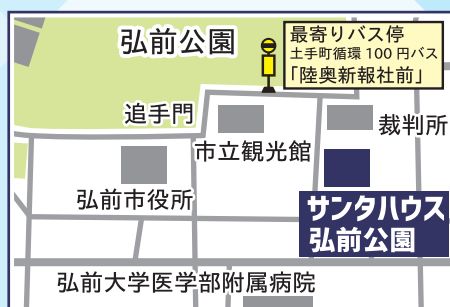 弘前公園
最寄りバス停
土手町循環100円バス
「陸奥新報社前」
追手門
裁判所
市立観光館
弘前市役所
サンタハウス
弘前公園
弘前大学医学部附属病院